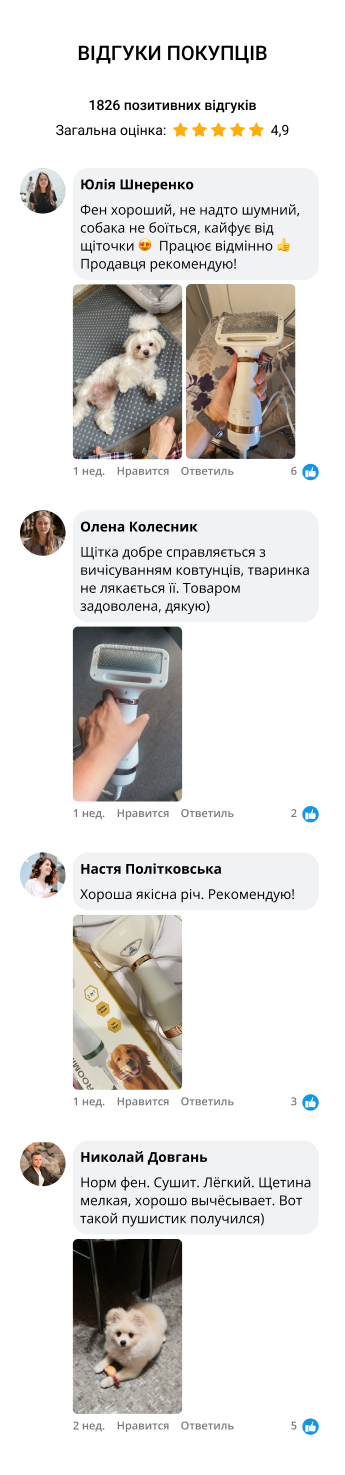 ВІДГУКИ ПОКУПЦІВ
1826 позитивних відгуків
Загальна оцінка: 4,9
Юлія Шнеренко
Фен хороший, не надто шумний,
собака не боїться, кайфує від
щіточки 😍 Працює відмінно 👍
Продавця рекомендую!
1 нед. Нравится Ответиль 6
Олена Колесник
Щітка добре справляється з
вичісуванням ковтунців, тваринка
не лякається її. Товаром
задоволена, дякую)
1 нед. Нравится Ответиль 2
Настя Політковська
Хороша якісна річ. Рекомендую!
1 нед. Нравится Ответиль 3
Николай Довгань
Норм фен. Сушит. Лёгкий. Щетина
мелкая, хорошо вычёсывает. Вот
такой пушистик получился)
2 нед. Нравится Ответиль 5